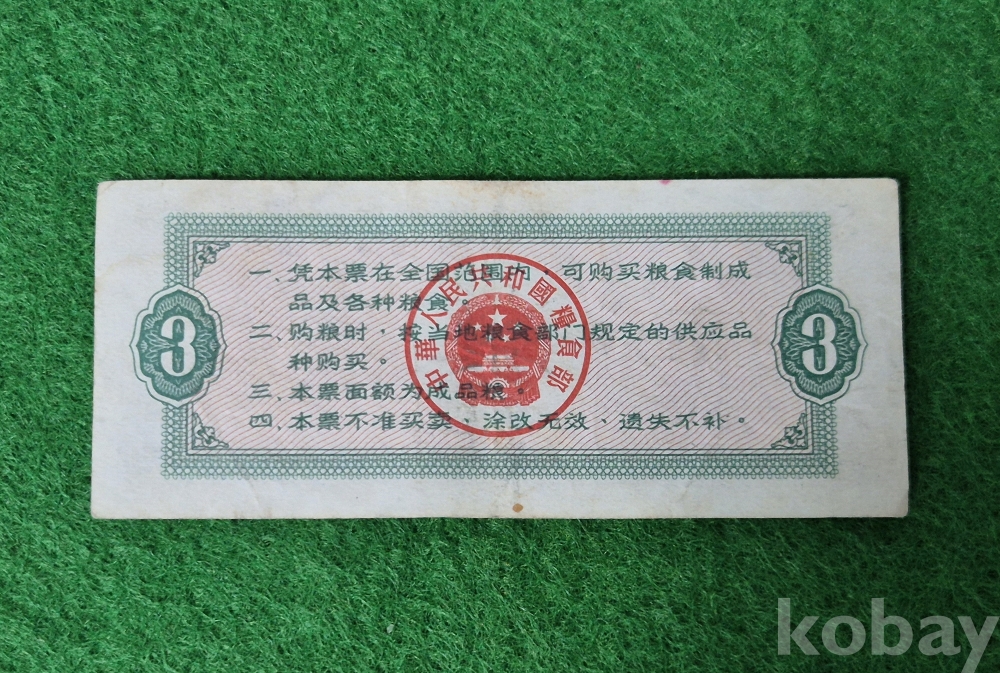 一、凭本票在全国范围内,可购买粮食制成
品及各种粮食。
二、购粮时,按当地粮食部门规定的供应品
种购买。
三、本票面额为成品粮。
四、本票不准买卖、涂改无效、遗失不补。
3
3
中華人民共和國糧食部
kobay